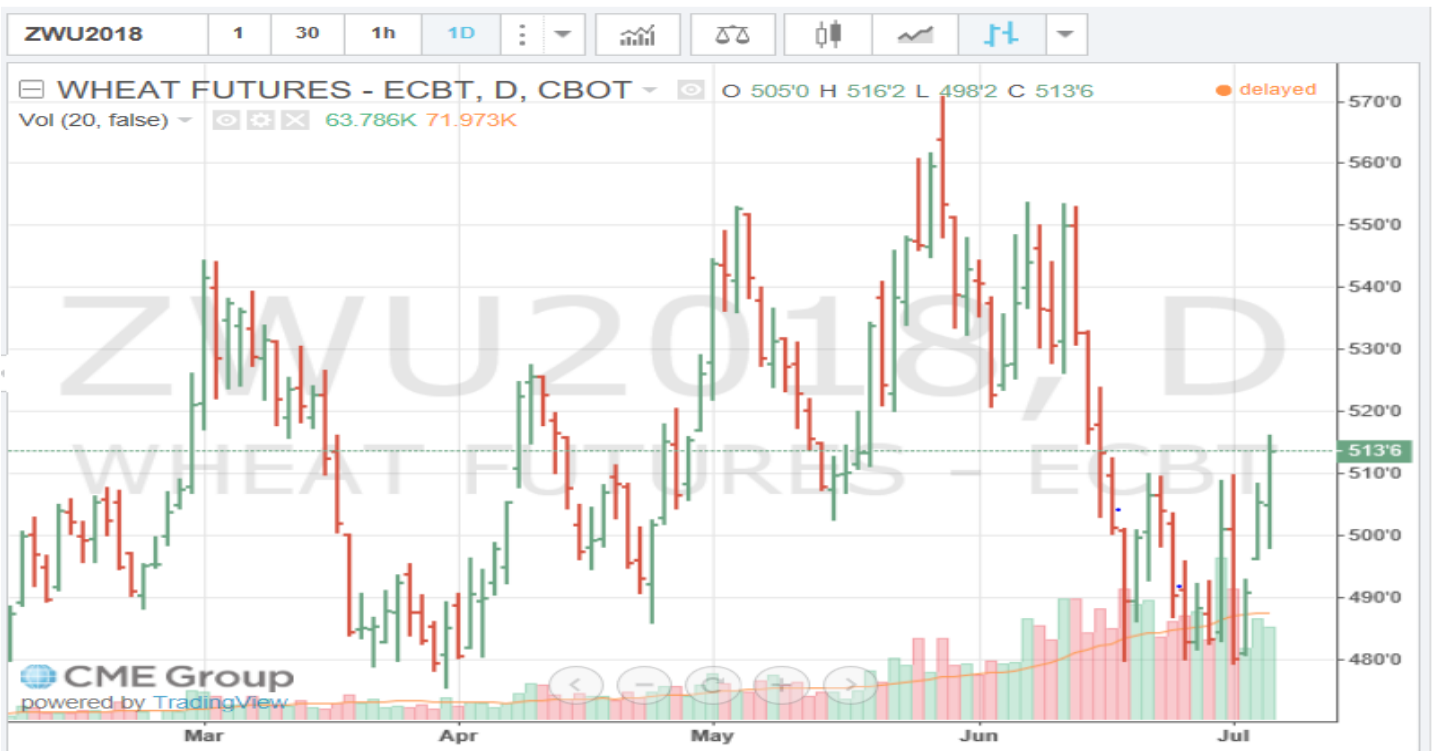 ZWU2018 1 30 1h 1D
WHEAT FUTURES - ECBT, D, CBOT O 505'0 H 516'2 L 498'2 C 513'6 delayed
Vol (20, false) 63.786K 71.973K
570'0
560'0
550'0
540'0
530'0
520'0
513'6
510'0
500'0
490'0
480'0
ZWU2018, D
WHEAT FUTURES - ECBT
CME Group
powered by TradingView
Mar Apr May Jun Jul